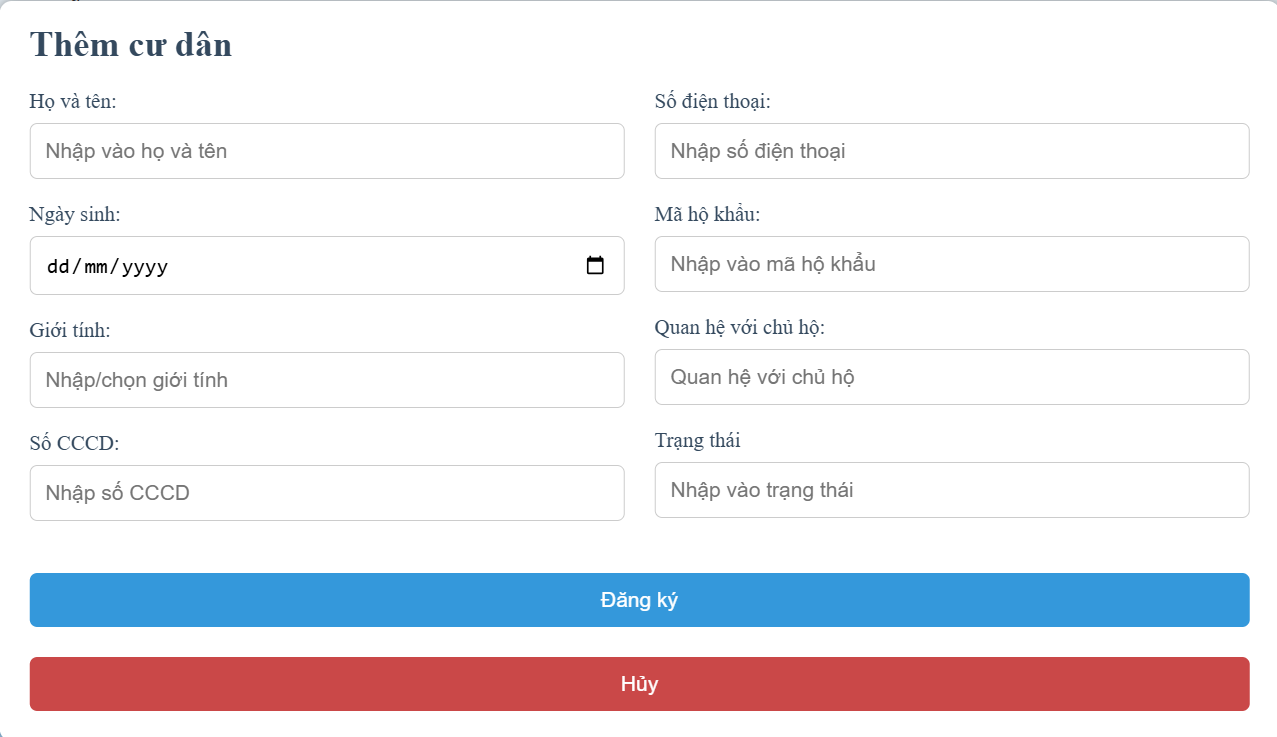 Thêm cư dân
Họ và tên:
Nhập vào họ và tên
Ngày sinh:
dd/mm/yyyy
Giới tính:
Nhập/chọn giới tính
Số CCCD:
Nhập số CCCD
Số điện thoại:
Nhập số điện thoại
Mã hộ khẩu:
Nhập vào mã hộ khẩu
Quan hệ với chủ hộ:
Quan hệ với chủ hộ
Trạng thái
Nhập vào trạng thái
Đăng ký
Hủy